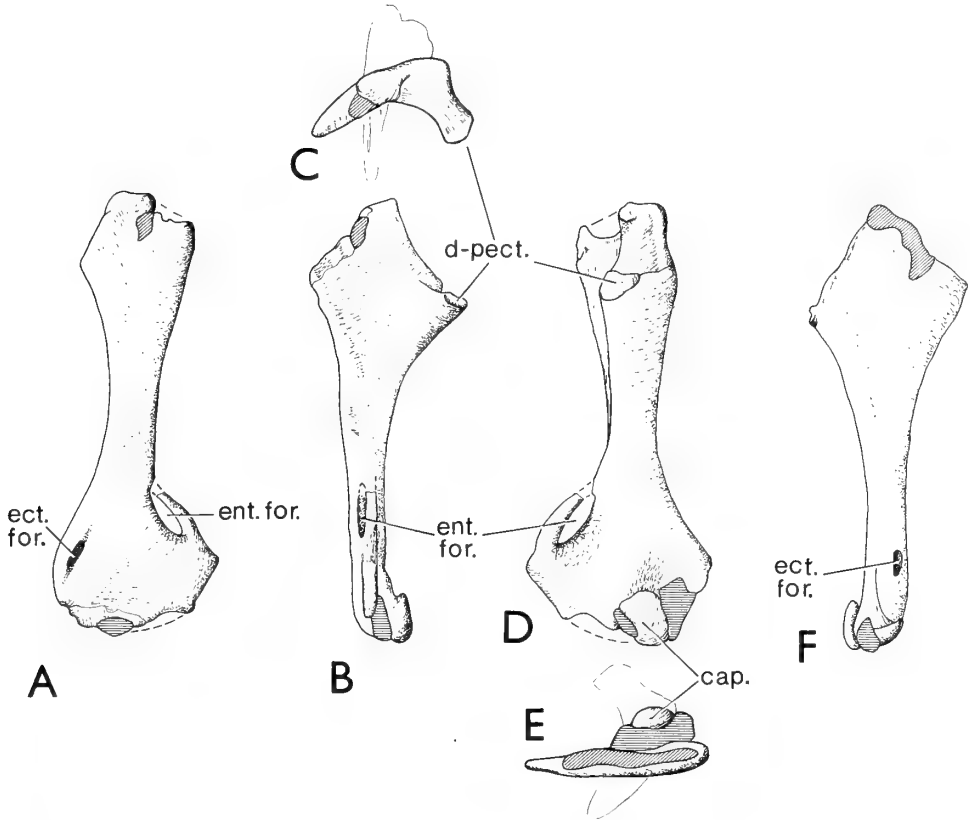 C
d-pect.
ect.
for.
ent. for.
ent.
for.
ect.
for.
A
B
D
cap.
E
F